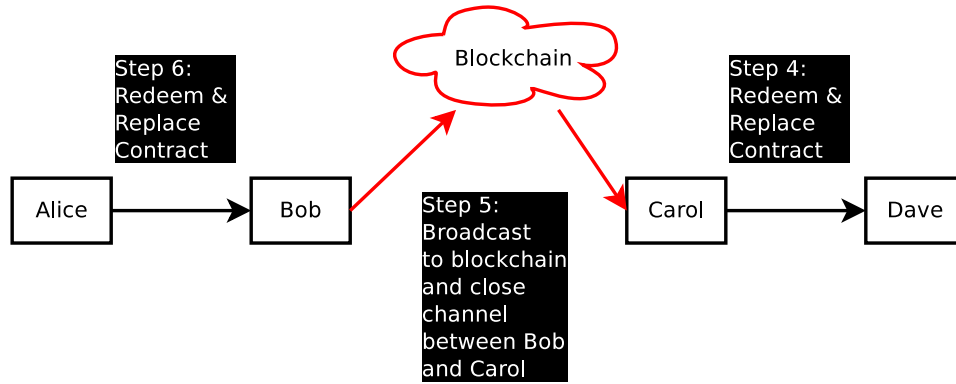 Blockchain
Step 6:
Redeem &
Replace
Contract
Step 4:
Redeem &
Replace
Contract
Alice
Bob
Step 5:
Broadcast
to blockchain
and close
channel
between Bob
and Carol
Carol
Dave